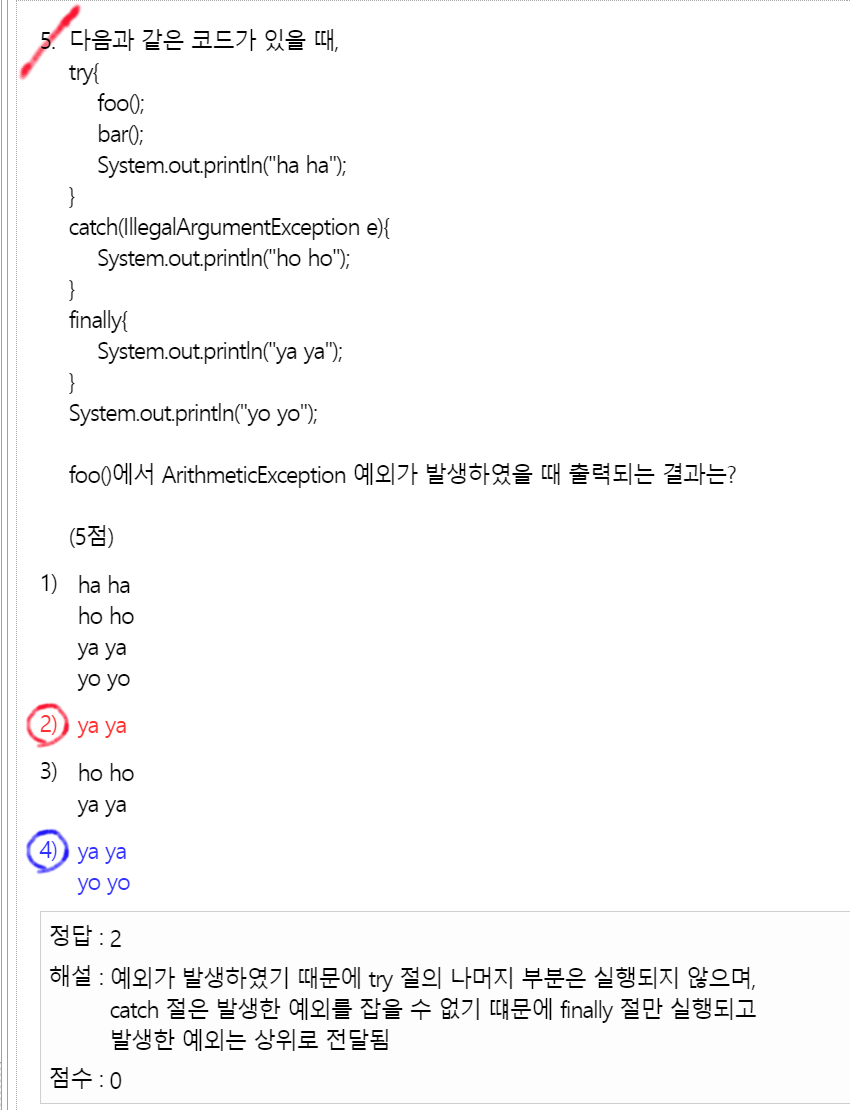 5. 다음과 같은 코드가 있을 때,
try{
foo();
bar();
System.out.println("ha ha");
}
catch(IllegalArgumentException e){
System.out.println("ho ho");
}
finally{
System.out.println("ya ya");
}
System.out.println("yo yo");
foo()에서 ArithmeticException 예외가 발생하였을 때 출력되는 결과는?
(5점)
1) ha ha
ho ho
ya ya
yo yo
2) ya ya
3) ho ho
ya ya
4) ya ya
yo yo
정답 : 2
해설 : 예외가 발생하였기 때문에 try 절의 나머지 부분은 실행되지 않으며,
catch 절은 발생한 예외를 잡을 수 없기 떄문에 finally 절만 실행되고
발생한 예외는 상위로 전달됨
점수 : 0